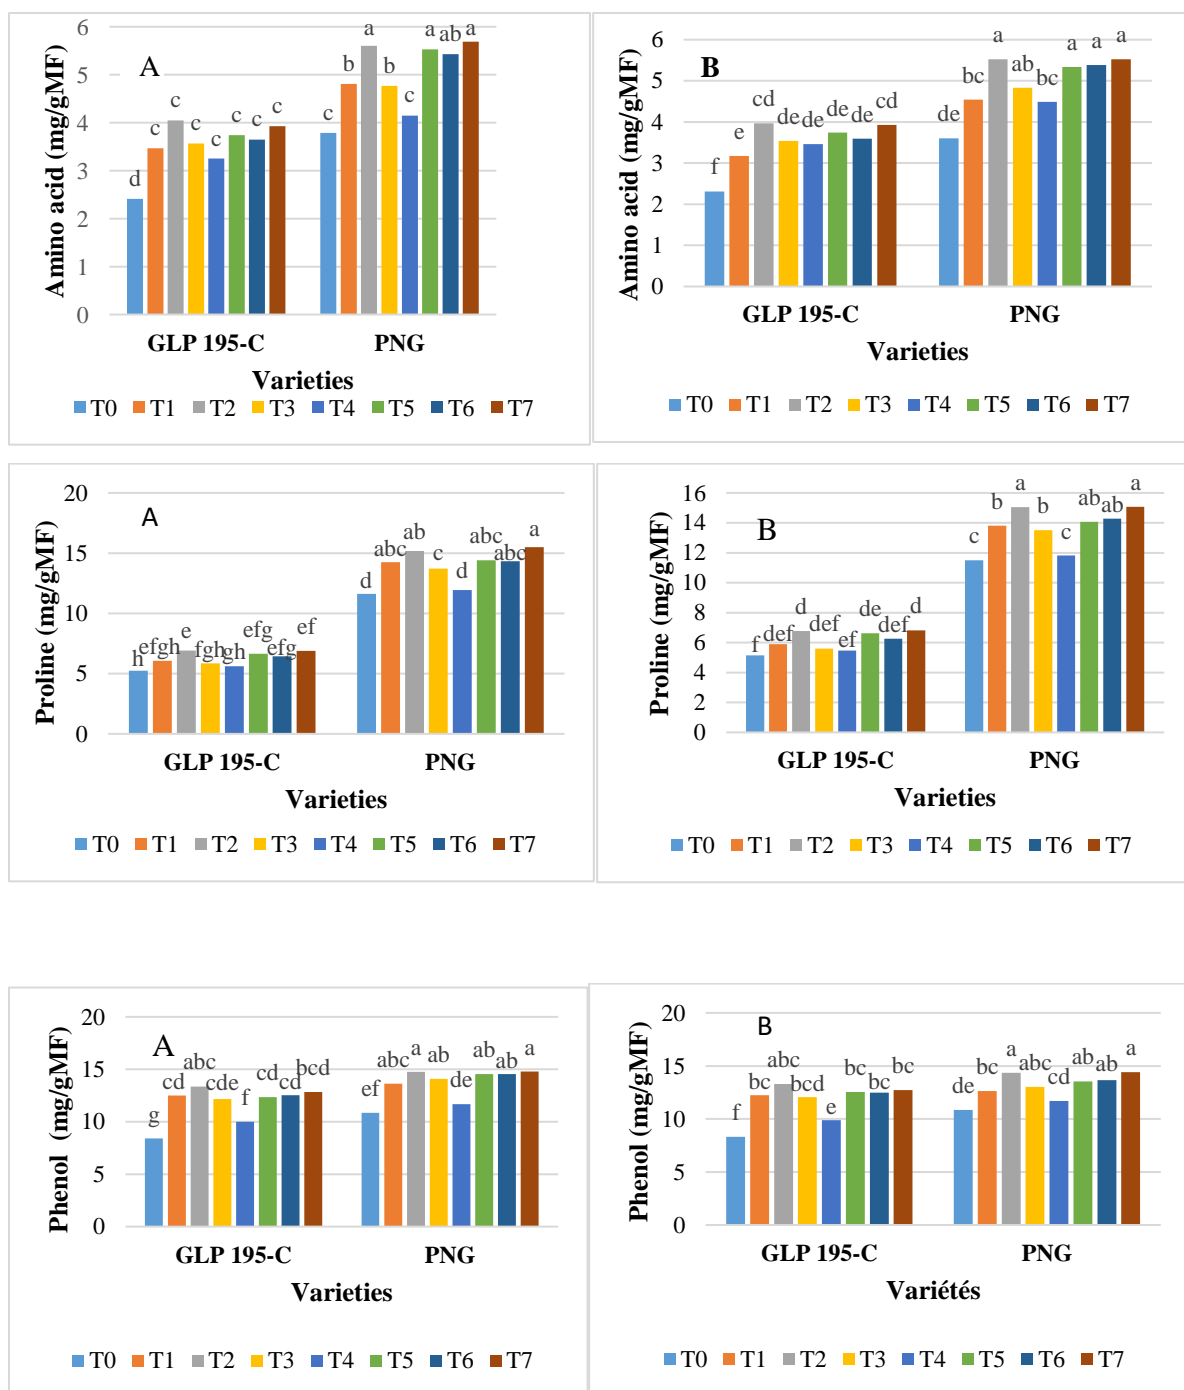 A
Amino acid (mg/gMF)
6
5
4
3
2
1
0
d c c c c c c c
c b a b c a ab a
GLP 195-C PNG
Varieties
T0 T1 T2 T3 T4 T5 T6 T7
B
Amino acid (mg/gMF)
6
5
4
3
2
1
0
f e cd de de de de cd
de bc a ab bc a a a
GLP 195-C PNG
Varieties
T0 T1 T2 T3 T4 T5 T6 T7
A
Proline (mg/gMF)
20
15
10
5
0
h efgh e fgh gh efg efg ef
d abc ab c d abc abc a
GLP 195-C PNG
Varieties
T0 T1 T2 T3 T4 T5 T6 T7
B
Proline (mg/gMF)
16
14
12
10
8
6
4
2
0
f def d def ef de def d
c b a b c ab ab a
GLP 195-C PNG
Varieties
T0 T1 T2 T3 T4 T5 T6 T7
A
Phenol (mg/gMF)
20
15
10
5
0
g cd abc cde f cd cd bcd
ef abc a ab de ab ab a
GLP 195-C PNG
Varieties
T0 T1 T2 T3 T4 T5 T6 T7
B
Phenol (mg/gMF)
20
15
10
5
0
f bc abc bcd e bc bc bc
de bc a abc cd ab ab a
GLP 195-C PNG
Variétés
T0 T1 T2 T3 T4 T5 T6 T7